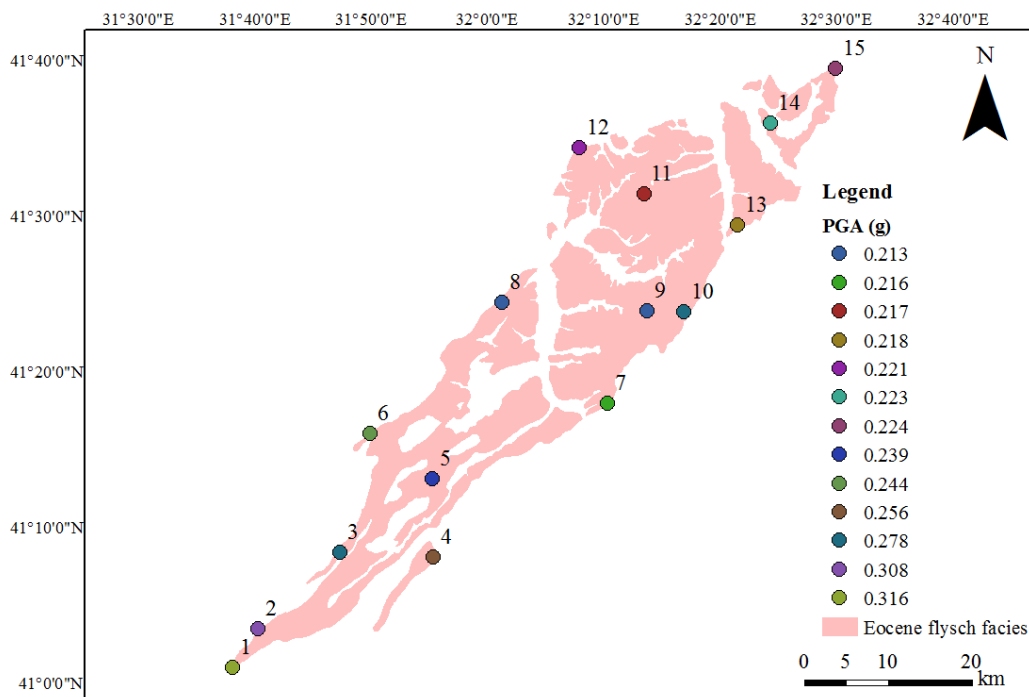 31°30'0"E 31°40'0"E 31°50'0"E 32°0'0"E 32°10'0"E 32°20'0"E 32°30'0"E 32°40'0"E
41°40'0"N
41°30'0"N
41°20'0"N
41°10'0"N
41°0'0"N
15
N
14
12
11
13
8
9
10
7
6
5
3
4
2
1
Legend
PGA (g)
0.213
0.216
0.217
0.218
0.221
0.223
0.224
0.239
0.244
0.256
0.278
0.308
0.316
Eocene flysch facies
0 5 10 20
km